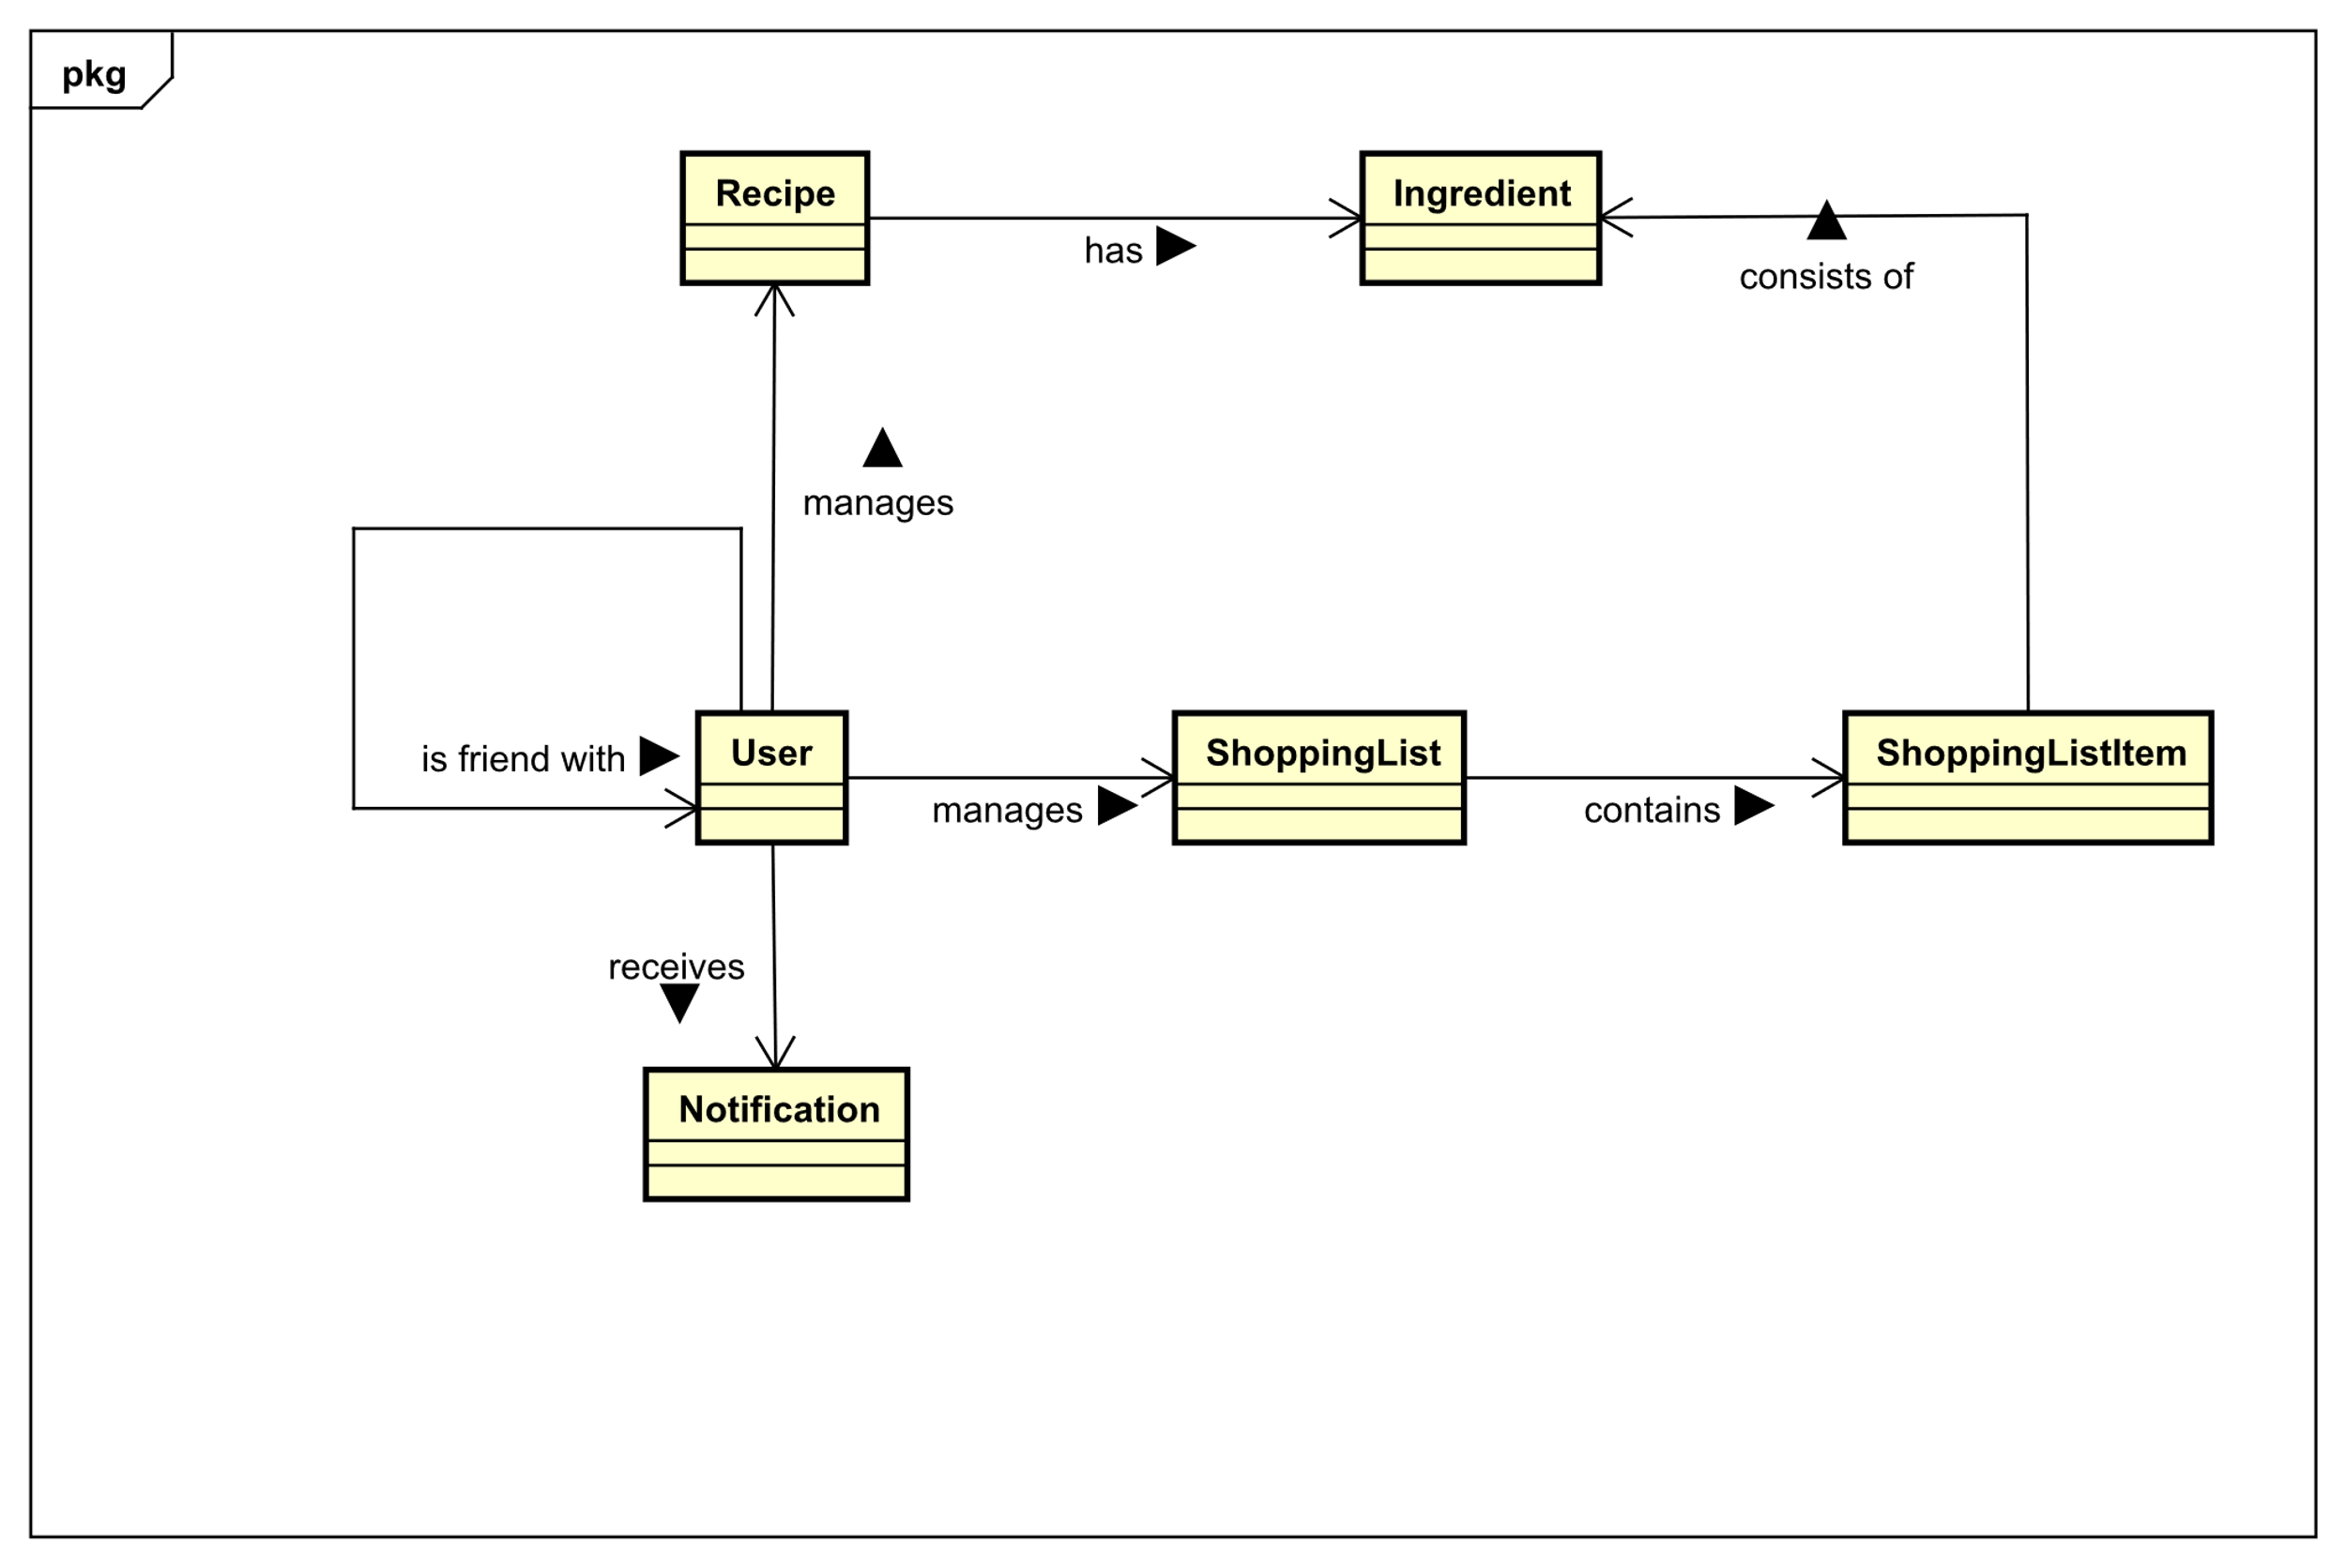 pkg
Recipe
Ingredient
has
consists of
manages
is friend with
User
ShoppingList
ShoppingListItem
manages
contains
receives
Notification